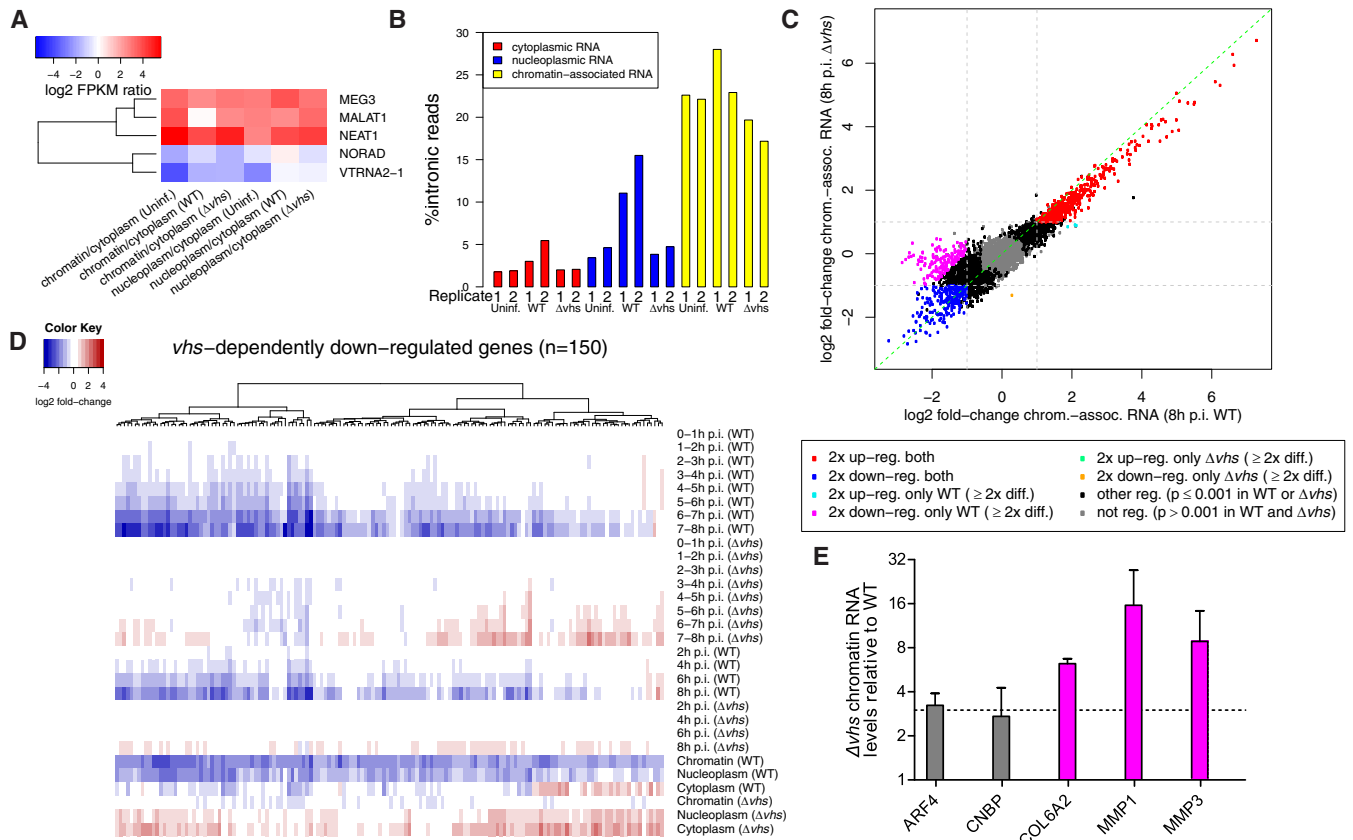 A
−4 −2 0 2 4
log2 FPKM ratio
MEG3
MALAT1
NEAT1
NORAD
VTRNA2−1
chromatin/cytoplasm (Uninf.)
chromatin/cytoplasm (WT)
chromatin/cytoplasm (Δvhs)
nucleoplasm/cytoplasm (Uninf.)
nucleoplasm/cytoplasm (WT)
nucleoplasm/cytoplasm (Δvhs)
B
%intronic reads
30
25
20
15
10
5
0
cytoplasmic RNA
nucleoplasmic RNA
chromatin−associated RNA
Replicate 1 2 1 2 1 2 1 2 1 2 1 2 1 2 1 2 1 2
Uninf. WT Δvhs Uninf. WT Δvhs Uninf. WT Δvhs
C
log2 fold−change chrom.−assoc. RNA (8h p.i. Δvhs)
6
4
2
0
−2
−2 0 2 4 6
log2 fold−change chrom.−assoc. RNA (8h p.i. WT)
2x up−reg. both
2x down−reg. both
2x up−reg. only WT (≥2x diff.)
2x down−reg. only WT (≥2x diff.)
2x up−reg. only Δvhs (≥2x diff.)
2x down−reg. only Δvhs (≥2x diff.)
other reg. (p≤0.001 in WT or Δvhs)
not reg. (p>0.001 in WT and Δvhs)
D
Color Key
−4 0 2 4
log2 fold−change
vhs−dependently down−regulated genes (n=150)
0−1h p.i. (WT)
1−2h p.i. (WT)
2−3h p.i. (WT)
3−4h p.i. (WT)
4−5h p.i. (WT)
5−6h p.i. (WT)
6−7h p.i. (WT)
7−8h p.i. (WT)
0−1h p.i. (Δvhs)
1−2h p.i. (Δvhs)
2−3h p.i. (Δvhs)
3−4h p.i. (Δvhs)
4−5h p.i. (Δvhs)
5−6h p.i. (Δvhs)
6−7h p.i. (Δvhs)
7−8h p.i. (Δvhs)
2h p.i. (WT)
4h p.i. (WT)
6h p.i. (WT)
8h p.i. (WT)
2h p.i. (Δvhs)
4h p.i. (Δvhs)
6h p.i. (Δvhs)
8h p.i. (Δvhs)
Chromatin (WT)
Nucleoplasm (WT)
Cytoplasm (WT)
Chromatin (Δvhs)
Nucleoplasm (Δvhs)
Cytoplasm (Δvhs)
E
Δvhs chromatin RNA
levels relative to WT
32
16
8
4
2
1
ARF4
CNBP
COL6A2
MMP1
MMP3